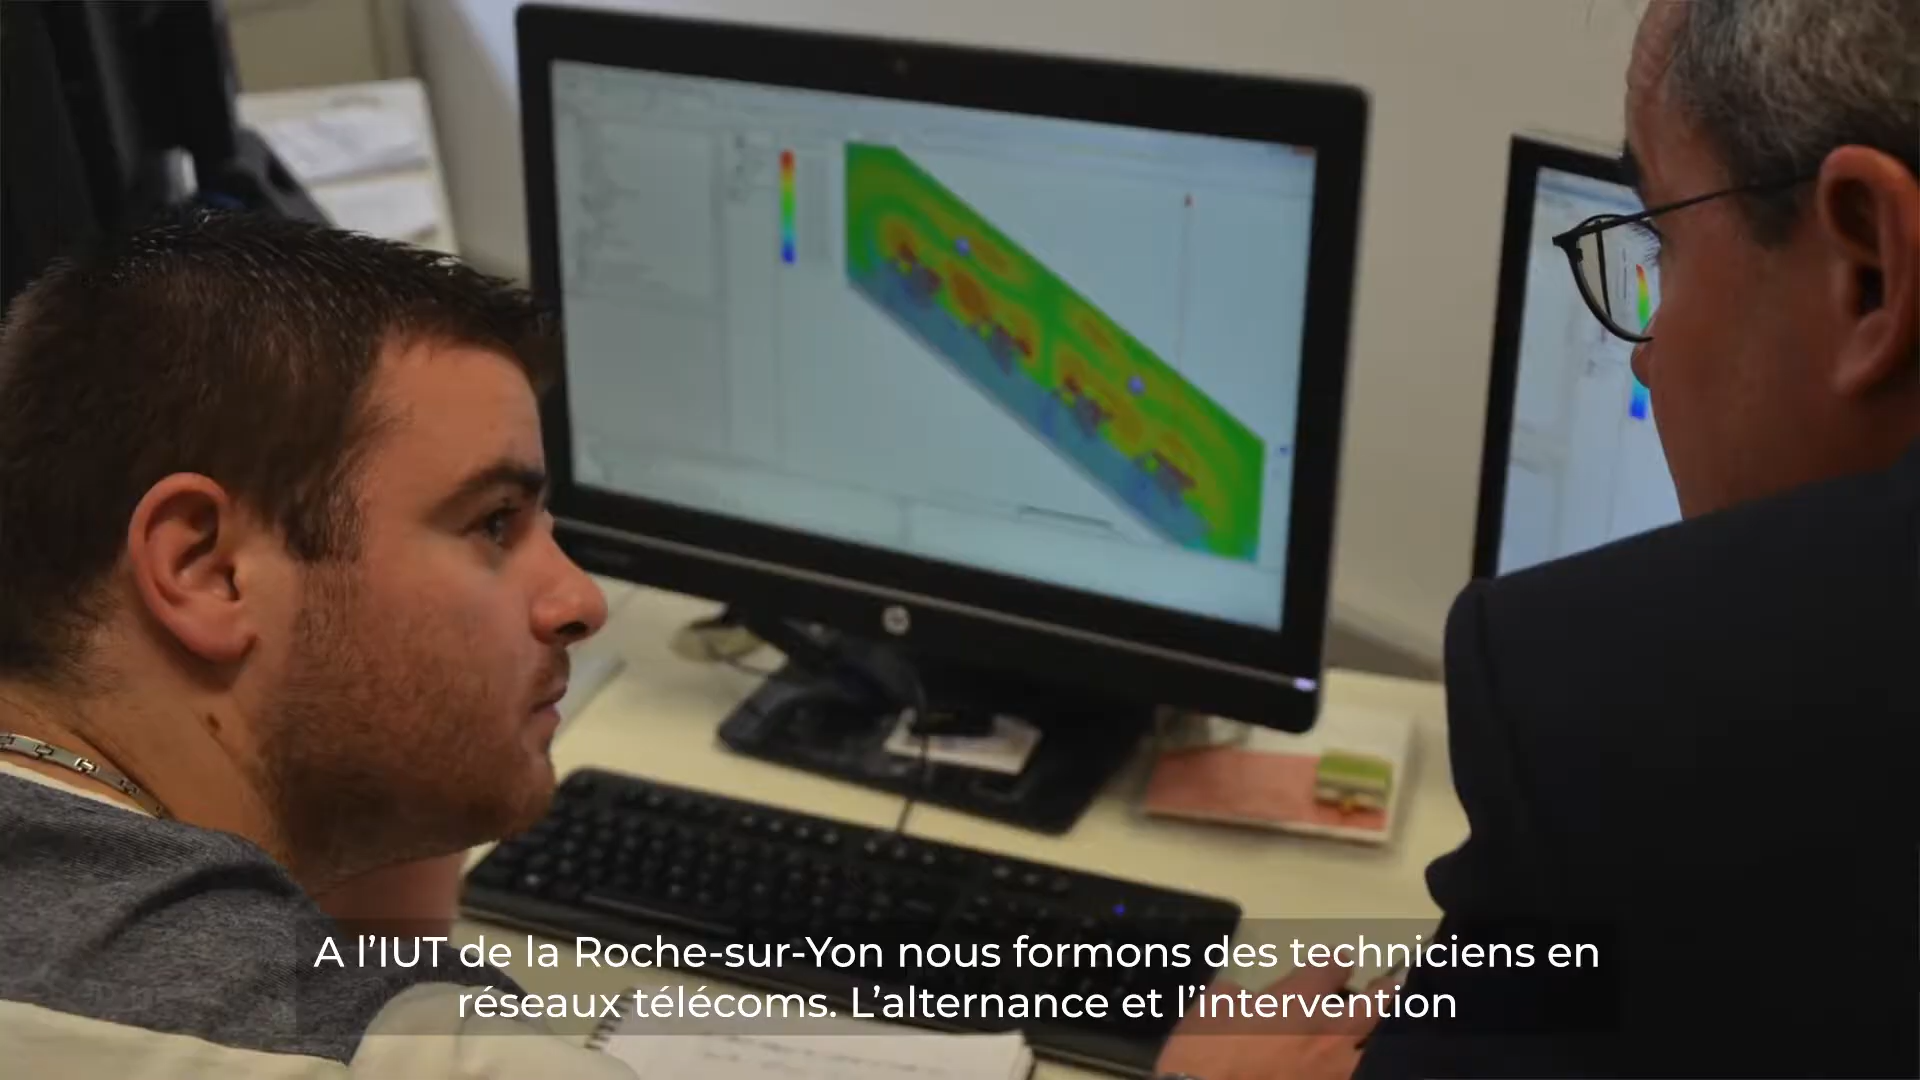 A l’IUT de la Roche-sur-Yon nous formons des techniciens en
réseaux télécoms. L’alternance et l’intervention